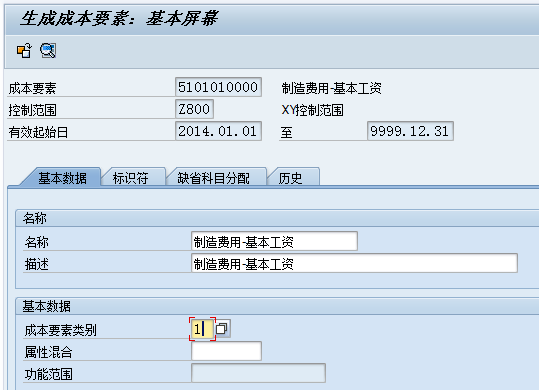 生成成本要素: 基本屏幕
成本要素 5101010000 制造费用-基本工资
控制范围 Z800 XY控制范围
有效起始日 2014.01.01 至 9999.12.31
基本数据 标识符 缺省科目分配 历史
名称
名称 制造费用-基本工资
描述 制造费用-基本工资
基本数据
成本要素类别 1
属性混合
功能范围